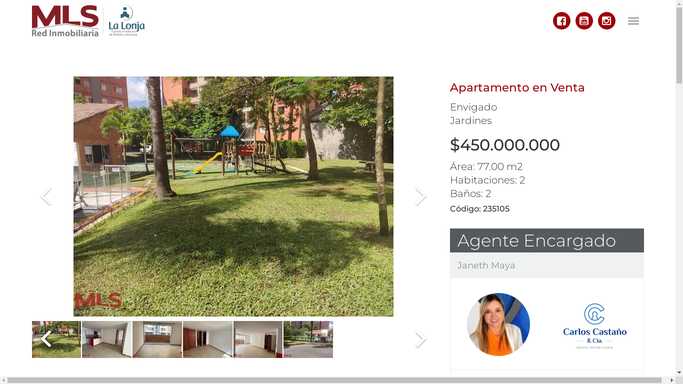 MLS
Red Inmobiliaria
La Lonja
Apartamento en Venta
Envigado
Jardines
$450.000.000
Área: 77.00 m2
Habitaciones: 2
Baños: 2
Código: 235105
Agente Encargado
Janeth Maya
MLS
Carlos Castaño
& Cía.